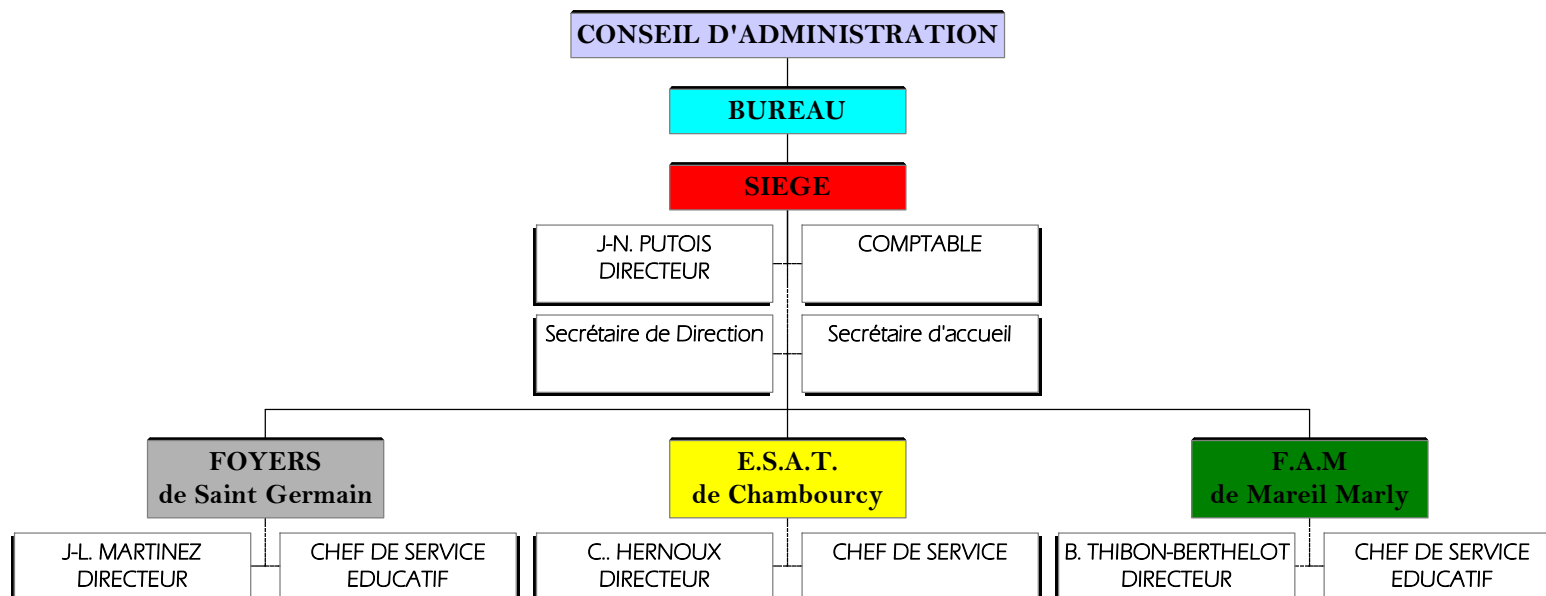 CONSEIL D'ADMINISTRATION
BUREAU
SIEGE
J-N. PUTOIS
DIRECTEUR
COMPTABLE
Secrétaire de Direction
Secrétaire d'accueil
FOYERS
de Saint Germain
E.S.A.T.
de Chambourcy
F.A.M
de Mareil Marly
J-L. MARTINEZ
DIRECTEUR
CHEF DE SERVICE
EDUCATIF
C.. HERNOUX
DIRECTEUR
CHEF DE SERVICE
B. THIBON-BERTHELOT
DIRECTEUR
CHEF DE SERVICE
EDUCATIF